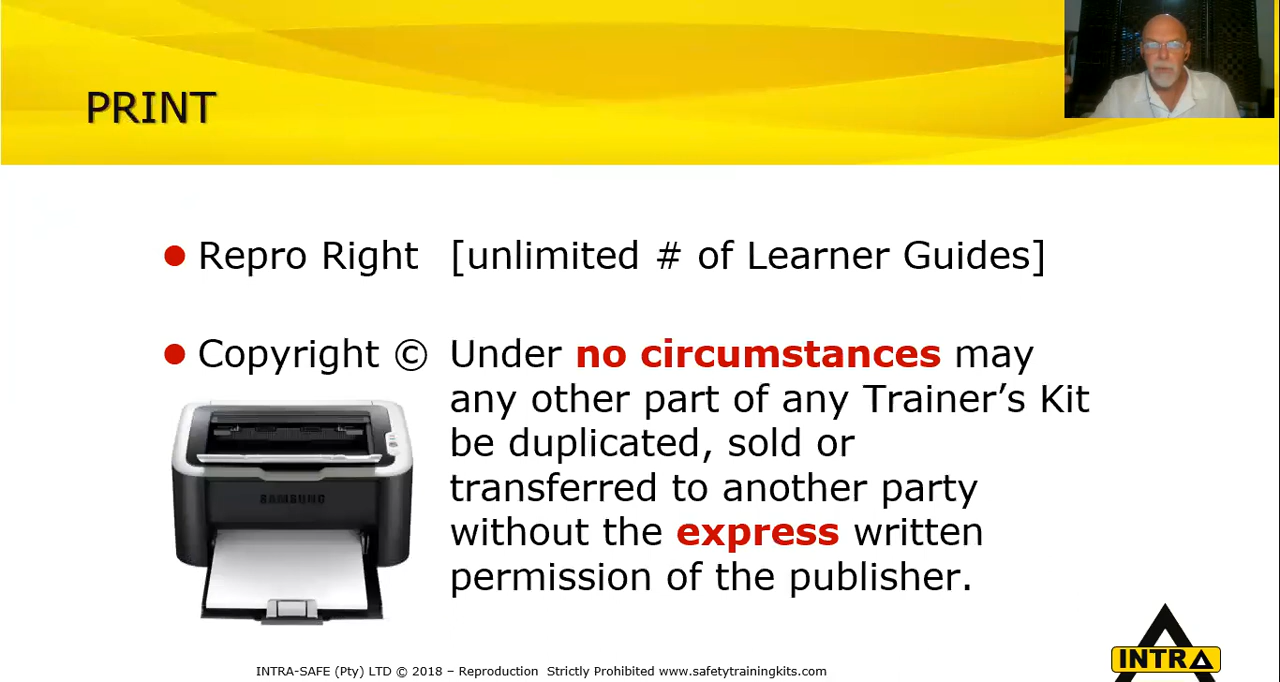 PRINT
Repro Right [unlimited # of Learner Guides]
Copyright © Under no circumstances may
any other part of any Trainer’s Kit
be duplicated, sold or
transferred to another party
without the express written
permission of the publisher.
SAMSUNG
INTRA-SAFE (Pty) LTD © 2018 – Reproduction Strictly Prohibited www.safetytrainingkits.com
INTRA